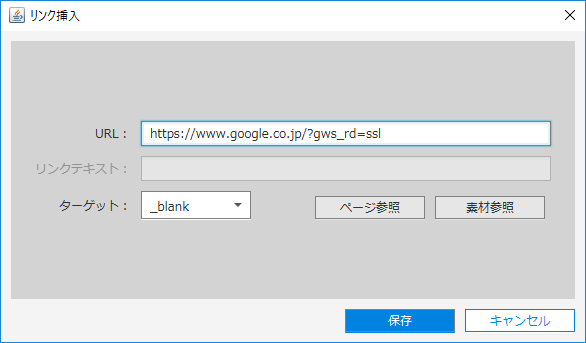 リンク挿入
URL： https://www.google.co.jp/?gws_rd=ssl
リンクテキスト：
ターゲット： _blank ページ参照 素材参照
保存 キャンセル